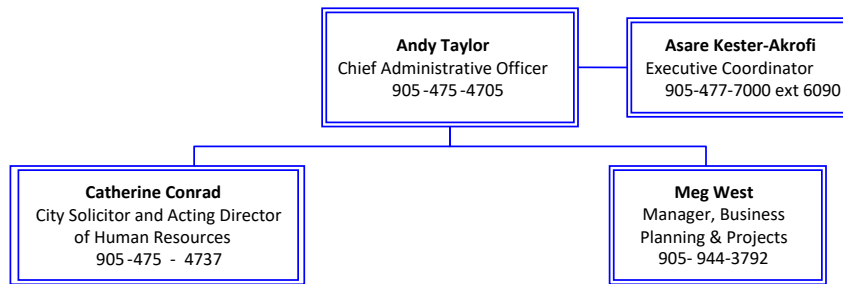 Andy Taylor
Chief Administrative Officer
905-475-4705
Asare Kester-Akrofi
Executive Coordinator
905-477-7000 ext 6090
Catherine Conrad
City Solicitor and Acting Director
of Human Resources
905-475 - 4737
Meg West
Manager, Business
Planning & Projects
905- 944-3792